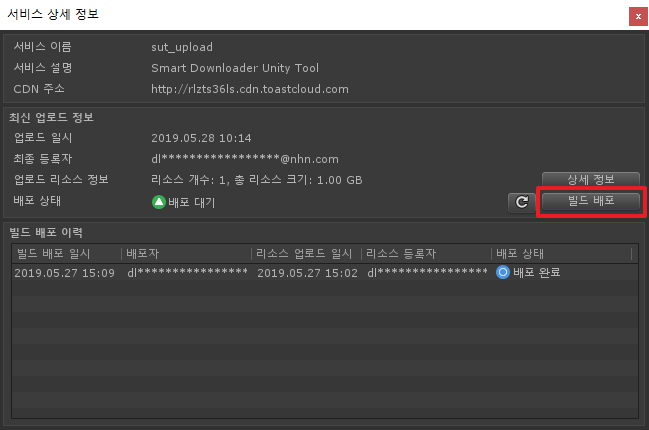 서비스 상세 정보
x
서비스 이름 sut_upload
서비스 설명 Smart Downloader Unity Tool
CDN 주소 http://rlzts36ls.cdn.toastcloud.com
최신 업로드 정보
업로드 일시 2019.05.28 10:14
최종 등록자 dl*****************@nhn.com
업로드 리소스 정보 리소스 개수: 1, 총 리소스 크기: 1.00 GB 상세 정보
배포 상태 배포 대기 빌드 배포
빌드 배포 이력
빌드 배포 일시 배포자 리소스 업로드 일시 리소스 등록자 배포 상태
2019.05.27 15:09 dl**************** 2019.05.27 15:02 dl**************** 배포 완료